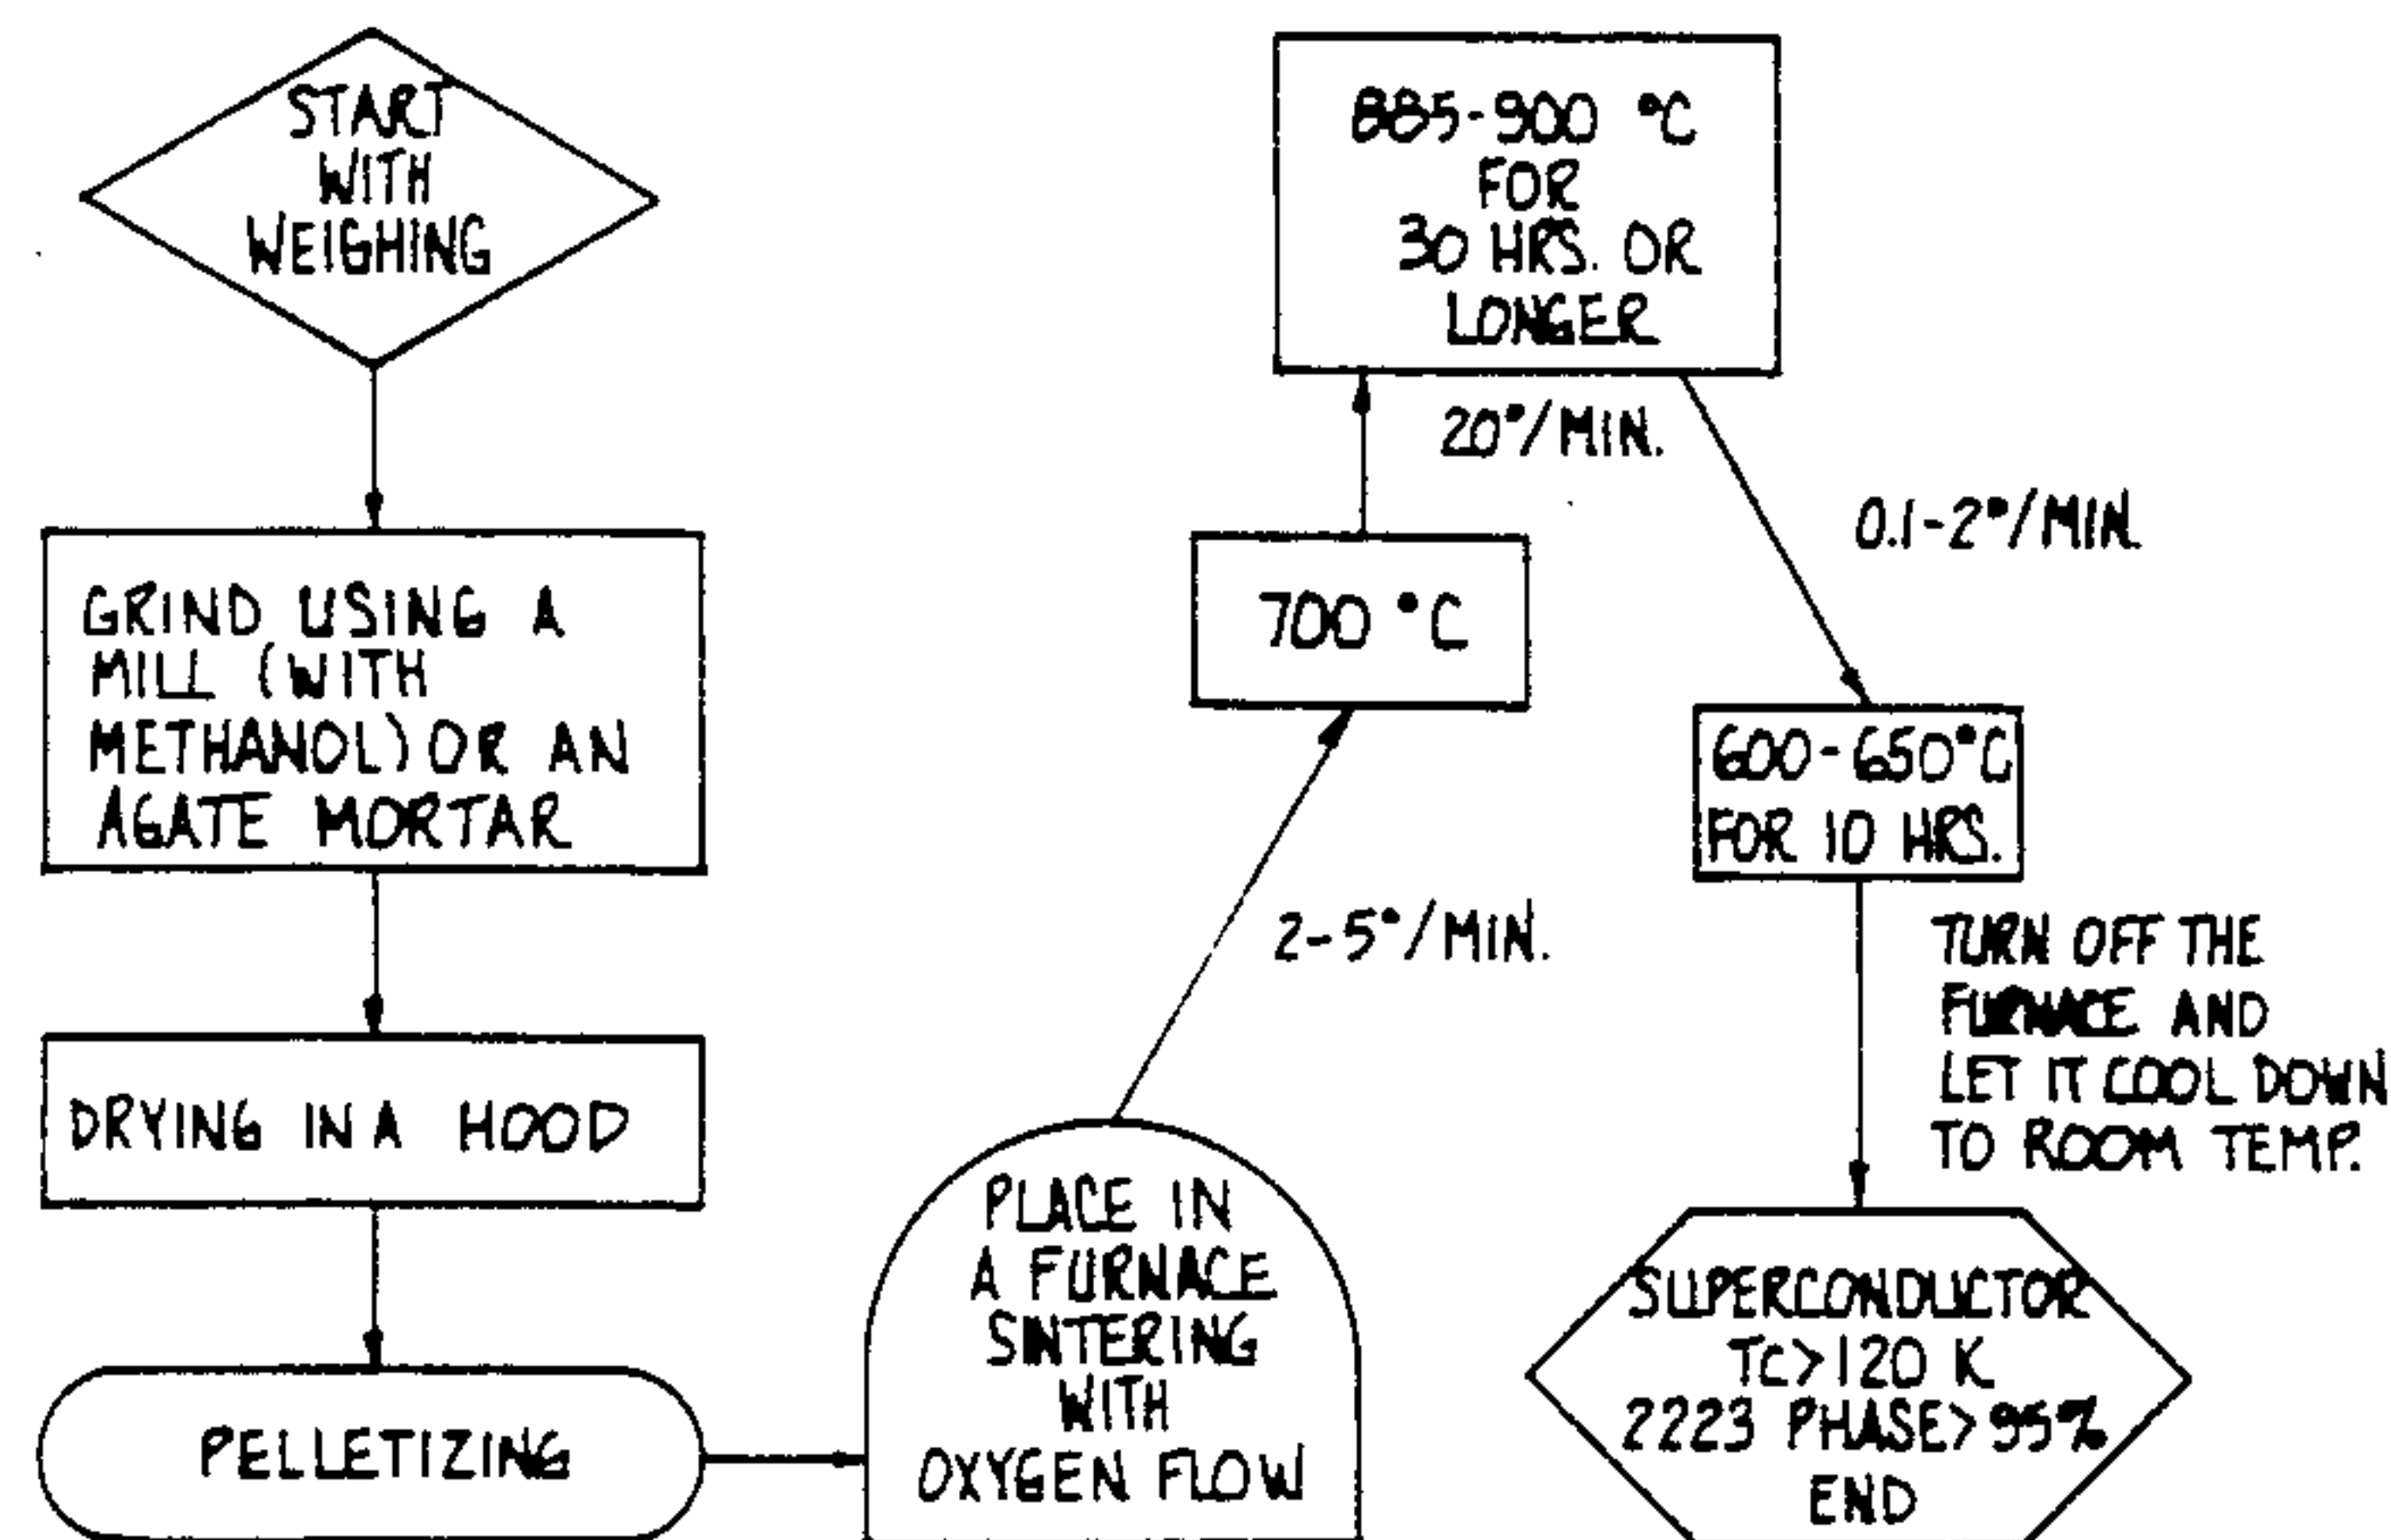 START
WITH
WEIGHING
GRIND USING A
MILL (WITH
METHANOL) OR AN
AGATE MORTAR
DRYING IN A HOOD
PELLETIZING
PLACE IN
A FURNACE
SINTERING
WITH
OXYGEN FLOW
2-5°/MIN.
700 °C
20°/MIN.
885-900 °C
FOR
30 HRS. OR
LONGER
0.1-2°/MIN.
600-650°C
FOR 10 HRS.
TURN OFF THE
FURNACE AND
LET IT COOL DOWN
TO ROOM TEMP.
SUPERCONDUCTOR
Tc>120 K
2223 PHASE>95%
END